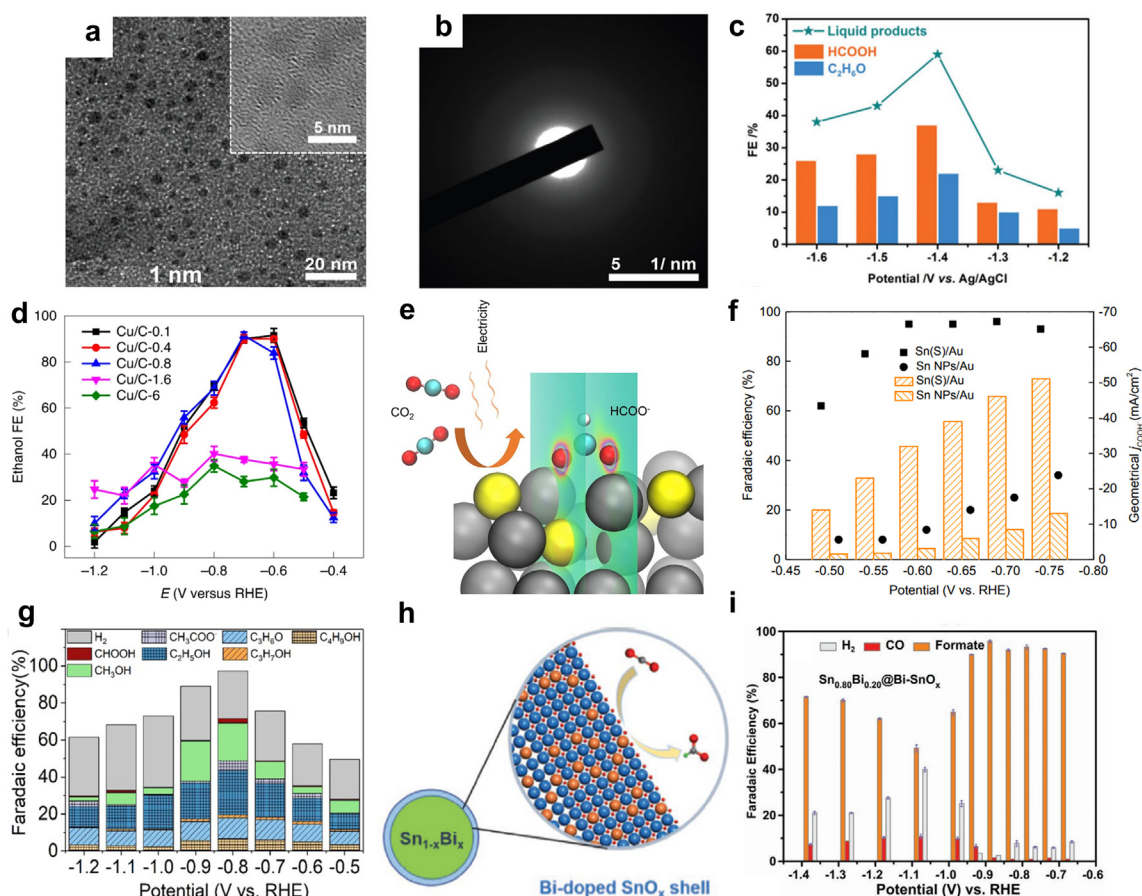 a
5 nm
1 nm
20 nm
b
5 1/ nm
c
Liquid products
HCOOH
C₂H₆O
FE /%
70
60
50
40
30
20
10
0
-1.6 -1.5 -1.4 -1.3 -1.2
Potential /V vs. Ag/AgCl
d
Cu/C-0.1
Cu/C-0.4
Cu/C-0.8
Cu/C-1.6
Cu/C-6
Ethanol FE (%)
100
80
60
40
20
0
-1.2 -1.0 -0.8 -0.6 -0.4
E (V versus RHE)
e
Electricity
CO₂
HCOO⁻
f
Sn(S)/Au
Sn NPs/Au
Sn(S)/Au
Sn NPs/Au
Faradaic efficiency (%)
100
80
60
40
20
0
-70
-60
-50
-40
-30
-20
-10
0
Geometrical jCOOH⁻(mA/cm²)
-0.45 -0.50 -0.55 -0.60 -0.65 -0.70 -0.75 -0.80
Potential (V vs. RHE)
g
H₂ CH₃COO⁻ C₃H₆O C₄H₉OH
CHOOH C₂H₅OH C₃H₇OH
CH₃OH
Faradaic efficiency(%)
100
80
60
40
20
0
-1.2 -1.1 -1.0 -0.9 -0.8 -0.7 -0.6 -0.5
Potential (V vs. RHE)
h
Sn₁₋ₓBiₓ
Bi-doped SnOₓ shell
i
H₂ CO Formate
Sn₀.₈₀Bi₀.₂₀@Bi-SnOₓ
Faradaic Efficiency (%)
100
80
60
40
20
0
-1.4 -1.3 -1.2 -1.1 -1.0 -0.9 -0.8 -0.7 -0.6
Potential (V vs. RHE)